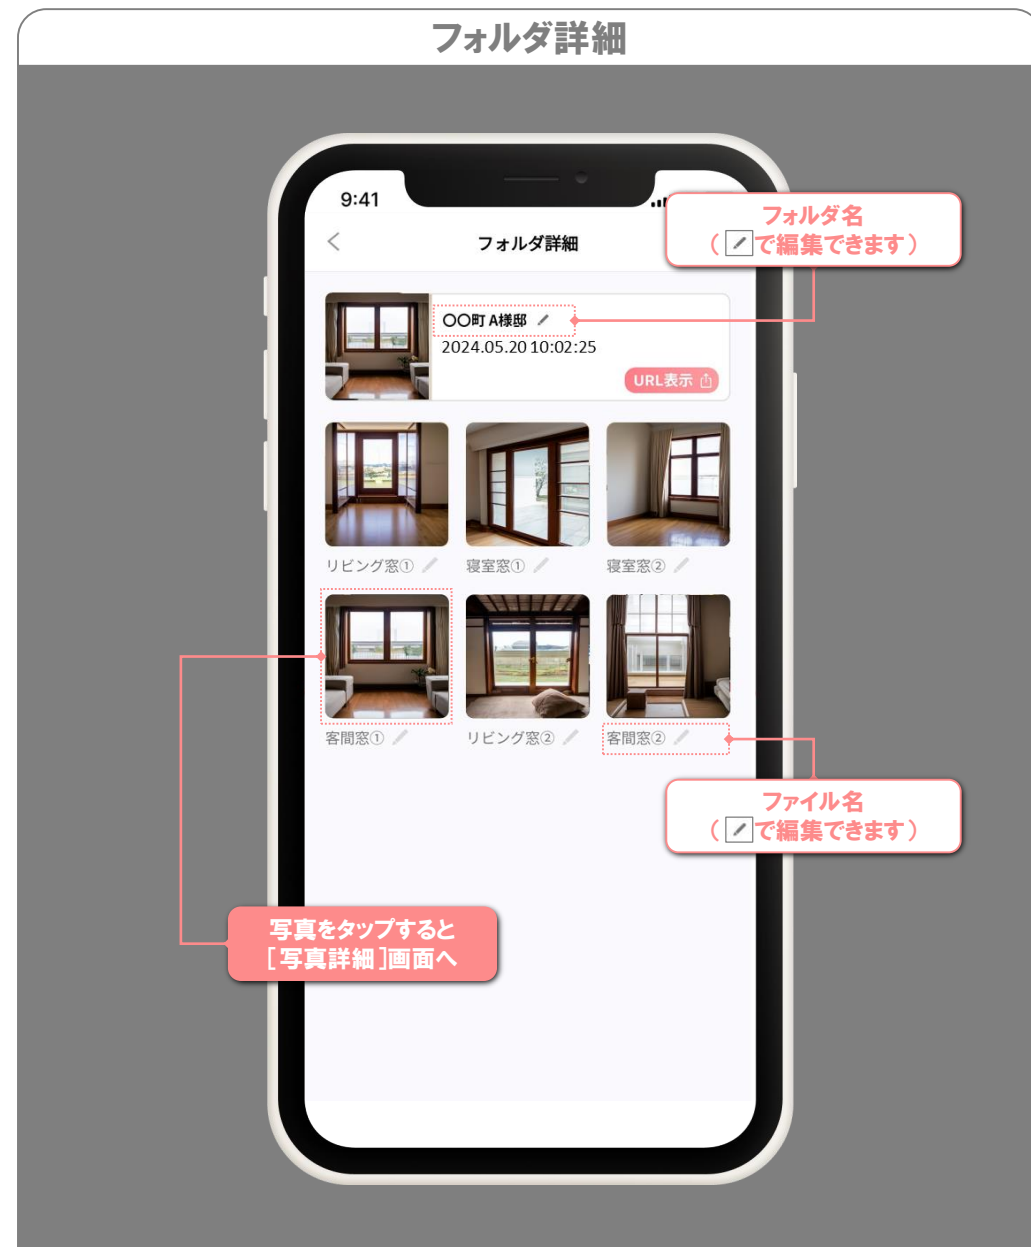 フォルダ詳細
9:41
フォルダ名
(で編集できます)
フォルダ詳細
〇〇町 A様邸
2024.05.20 10:02:25
URL表示
リビング窓①
寝室窓①
寝室窓②
客間窓①
リビング窓②
客間窓②
ファイル名
(で編集できます)
写真をタップすると
[写真詳細]画面へ